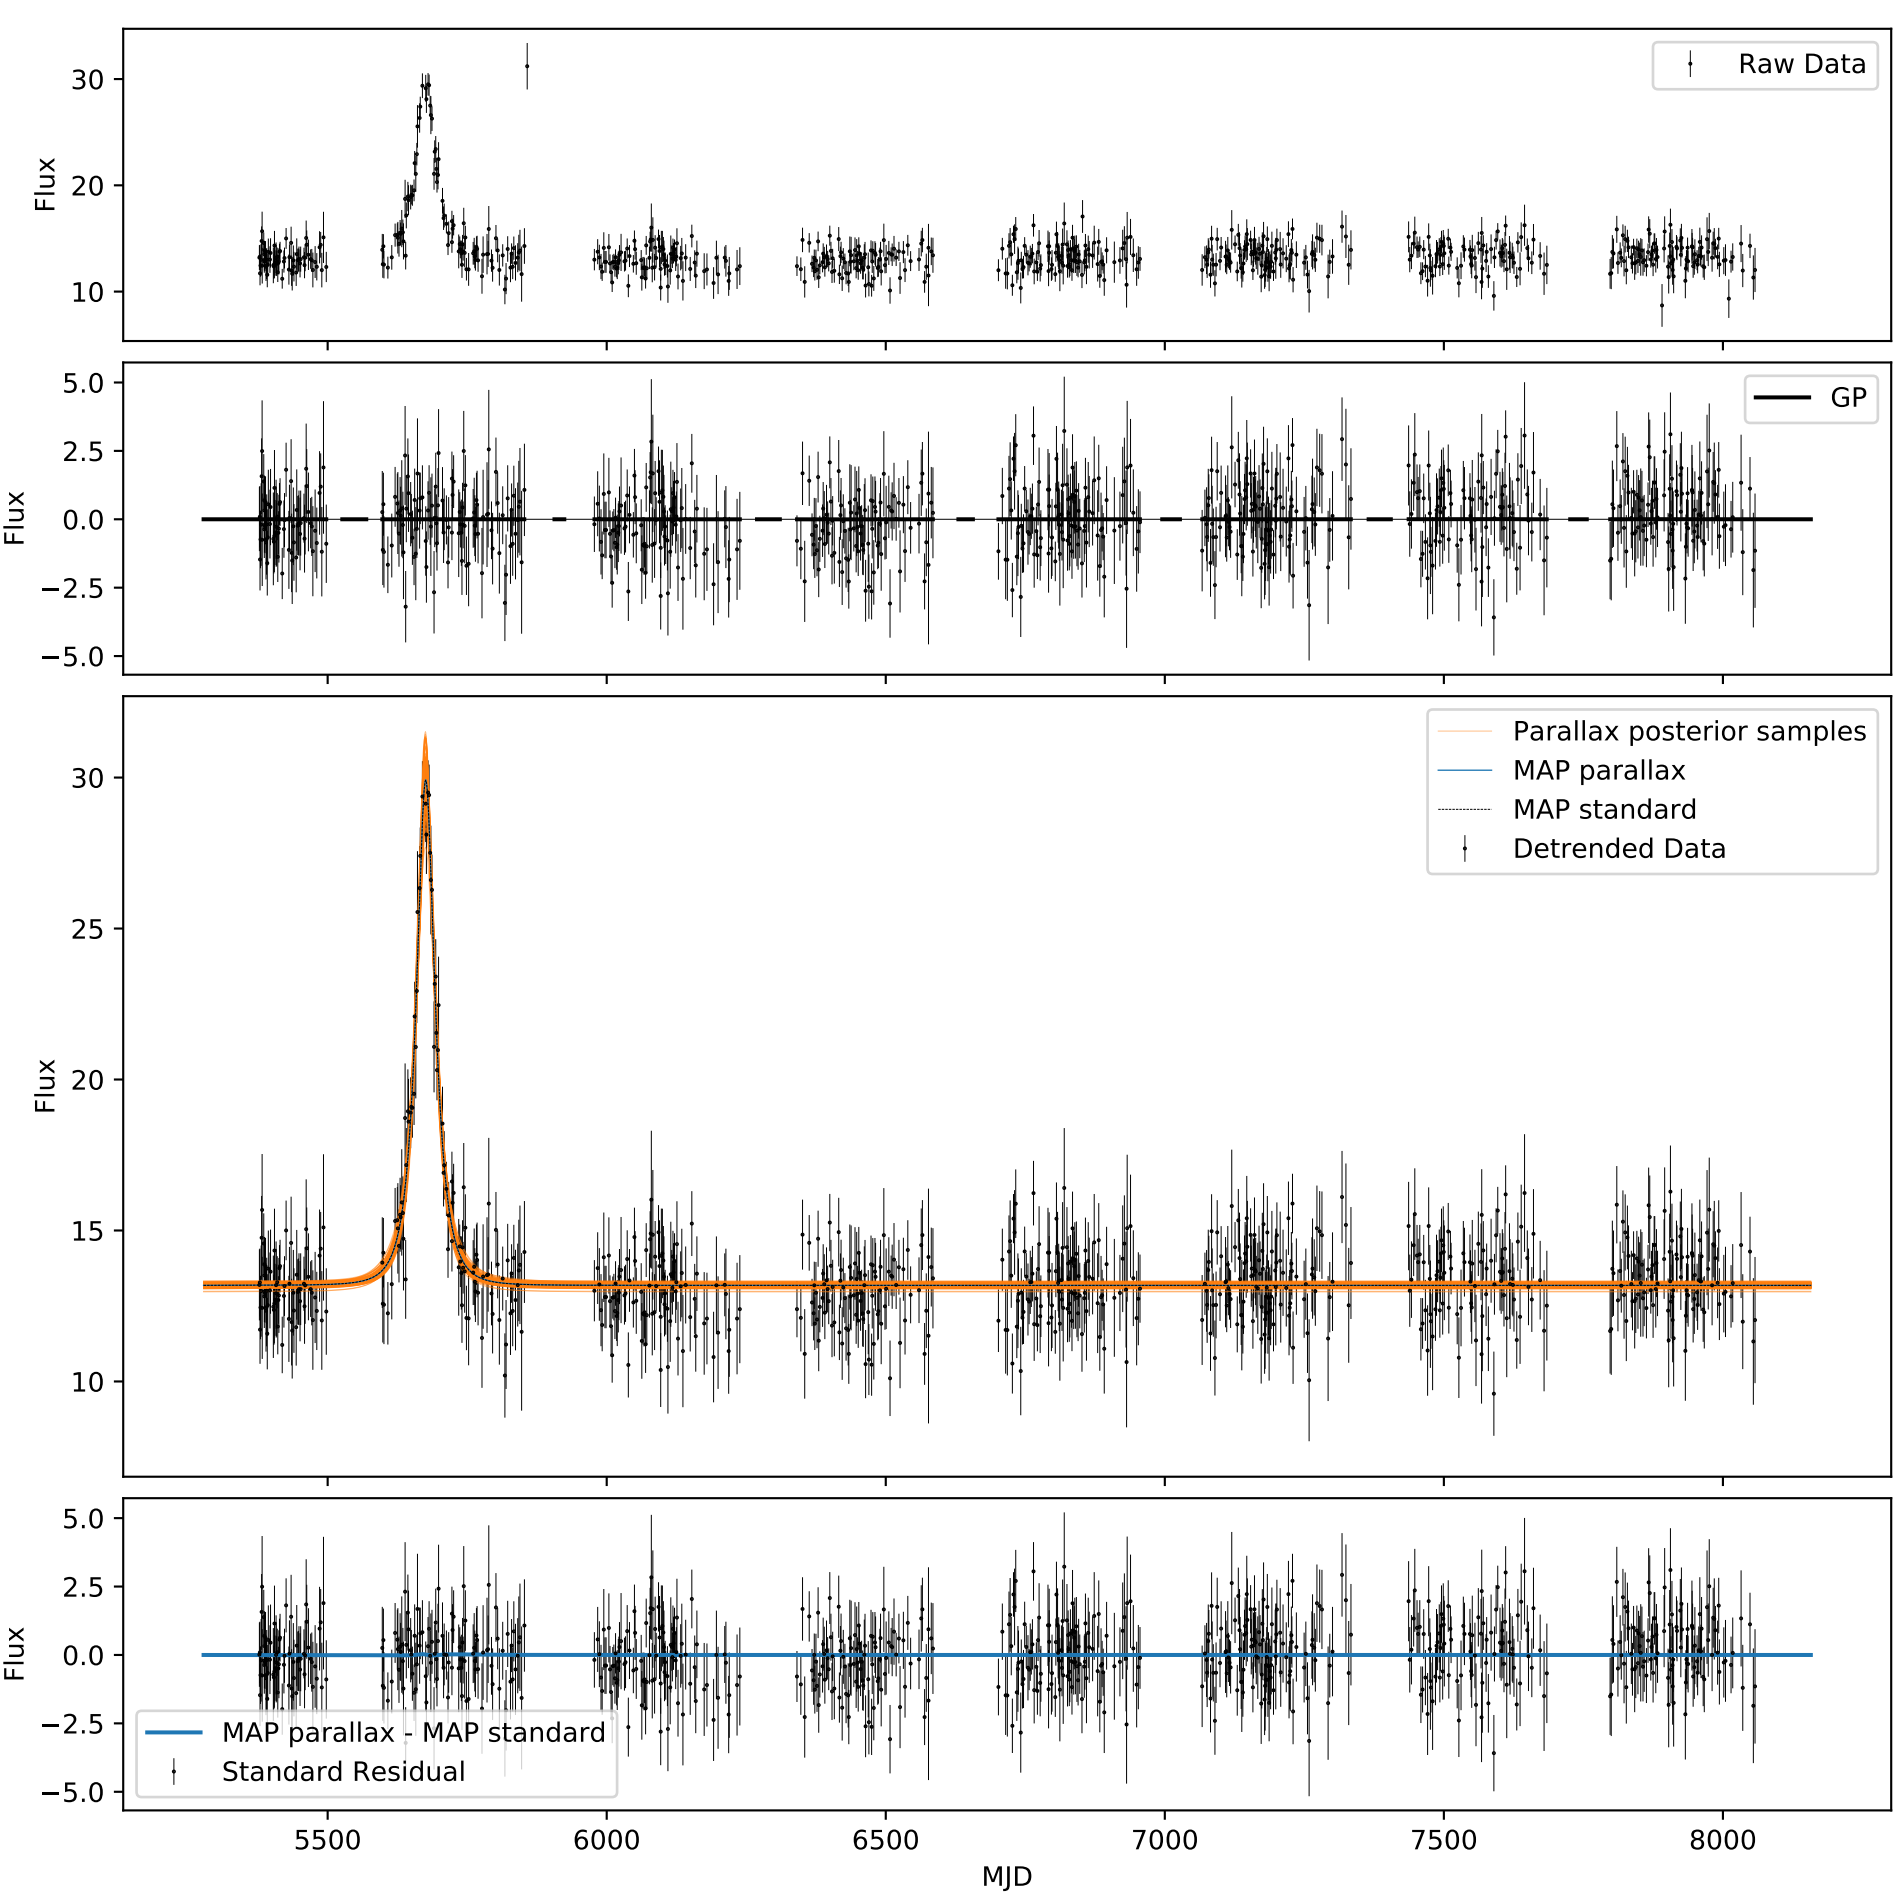 30
20
10
Flux
Raw Data
5.0
2.5
0.0
−2.5
−5.0
Flux
GP
30
25
20
15
10
Flux
Parallax posterior samples
MAP parallax
MAP standard
Detrended Data
5.0
2.5
0.0
−2.5
−5.0
Flux
MAP parallax - MAP standard
Standard Residual
5500 6000 6500 7000 7500 8000
MJD